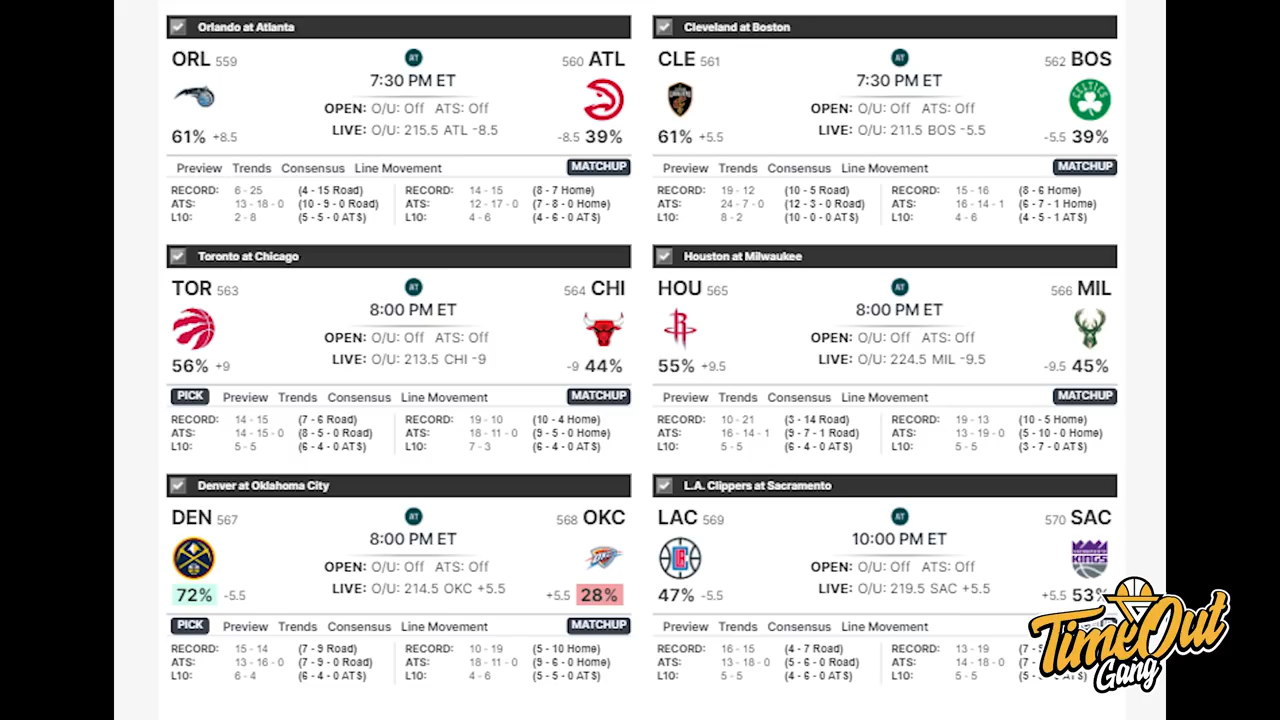 Orlando at Atlanta
ORL 559 AT 560 ATL
7:30 PM ET
OPEN: O/U: Off ATS: Off
LIVE: O/U: 215.5 ATL -8.5
61% +8.5 -8.5 39%
Preview Trends Consensus Line Movement MATCHUP
RECORD: 6 - 25 (4 - 15 Road) RECORD: 14 - 15 (8 - 7 Home)
ATS: 13 - 18 - 0 (10 - 9 - 0 Road) ATS: 12 - 17 - 0 (7 - 8 - 0 Home)
L10: 2 - 8 (5 - 5 - 0 ATS) L10: 4 - 6 (4 - 6 - 0 ATS)
Cleveland at Boston
CLE 561 AT 562 BOS
7:30 PM ET
CAVALIERS
CELTICS
OPEN: O/U: Off ATS: Off
LIVE: O/U: 211.5 BOS -5.5
61% +5.5 -5.5 39%
Preview Trends Consensus Line Movement MATCHUP
RECORD: 19 - 12 (10 - 5 Road) RECORD: 15 - 16 (8 - 6 Home)
ATS: 24 - 7 - 0 (12 - 3 - 0 Road) ATS: 16 - 14 - 1 (6 - 7 - 1 Home)
L10: 8 - 2 (10 - 0 - 0 ATS) L10: 4 - 6 (4 - 5 - 1 ATS)
Toronto at Chicago
TOR 563 AT 564 CHI
8:00 PM ET
OPEN: O/U: Off ATS: Off
LIVE: O/U: 213.5 CHI -9
56% +9 -9 44%
PICK Preview Trends Consensus Line Movement MATCHUP
RECORD: 14 - 15 (7 - 6 Road) RECORD: 19 - 10 (10 - 4 Home)
ATS: 14 - 15 - 0 (8 - 5 - 0 Road) ATS: 18 - 11 - 0 (9 - 5 - 0 Home)
L10: 5 - 5 (6 - 4 - 0 ATS) L10: 7 - 3 (6 - 4 - 0 ATS)
Houston at Milwaukee
HOU 565 AT 566 MIL
8:00 PM ET
OPEN: O/U: Off ATS: Off
LIVE: O/U: 224.5 MIL -9.5
55% +9.5 -9.5 45%
Preview Trends Consensus Line Movement MATCHUP
RECORD: 10 - 21 (3 - 14 Road) RECORD: 19 - 13 (10 - 5 Home)
ATS: 16 - 14 - 1 (9 - 7 - 1 Road) ATS: 13 - 19 - 0 (5 - 10 - 0 Home)
L10: 5 - 5 (6 - 4 - 0 ATS) L10: 5 - 5 (3 - 7 - 0 ATS)
Denver at Oklahoma City
DEN 567 AT 568 OKC
8:00 PM ET
OPEN: O/U: Off ATS: Off
LIVE: O/U: 214.5 OKC +5.5
72% -5.5 +5.5 28%
PICK Preview Trends Consensus Line Movement MATCHUP
RECORD: 15 - 14 (7 - 9 Road) RECORD: 10 - 19 (5 - 10 Home)
ATS: 13 - 16 - 0 (7 - 9 - 0 Road) ATS: 18 - 11 - 0 (9 - 6 - 0 Home)
L10: 6 - 4 (6 - 4 - 0 ATS) L10: 4 - 6 (5 - 5 - 0 ATS)
L.A. Clippers at Sacramento
LAC 569 AT 570 SAC
10:00 PM ET
KINGS
OPEN: O/U: Off ATS: Off
LIVE: O/U: 219.5 SAC +5.5
47% -5.5 +5.5 53%
Preview Trends Consensus Line Movement
RECORD: 16 - 15 (4 - 7 Road) RECORD: 13 - 19 (7 -
ATS: 13 - 18 - 0 (5 - 6 - 0 Road) ATS: 14 - 18 - 0 (7 -
L10: 5 - 5 (4 - 6 - 0 ATS) L10: 5 - 5
TimeOut
Gang